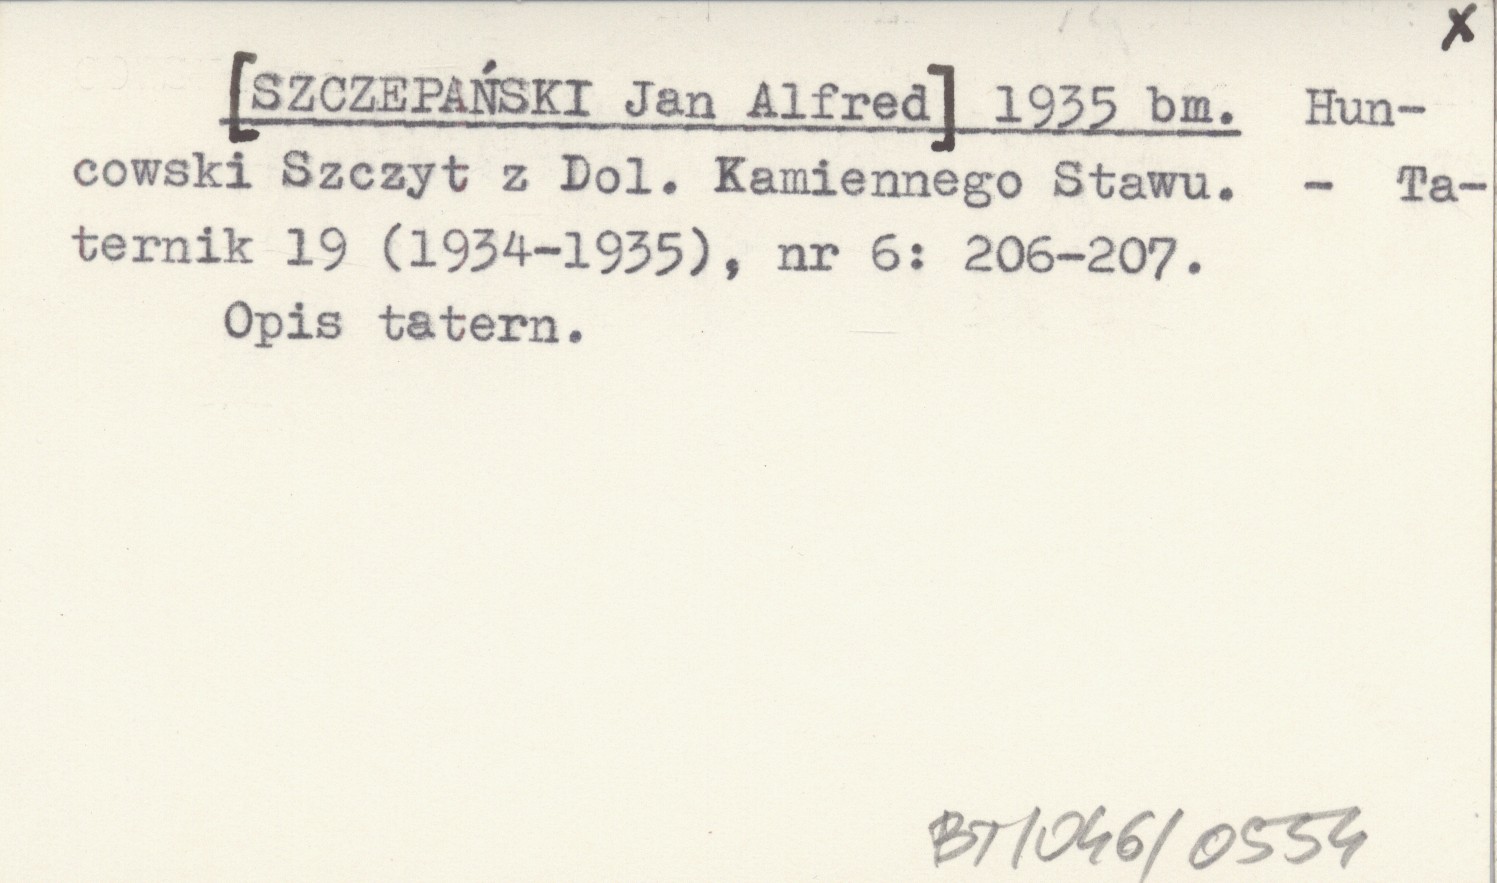 x
[SZCZEPAŃSKI Jan Alfred] 1935 bm. Hun-
cowski Szczyt z Dol. Kamiennego Stawu. - Ta-
ternik 19 (1934-1935), nr 6: 206-207.
Opis tatern.
BT/046/0554